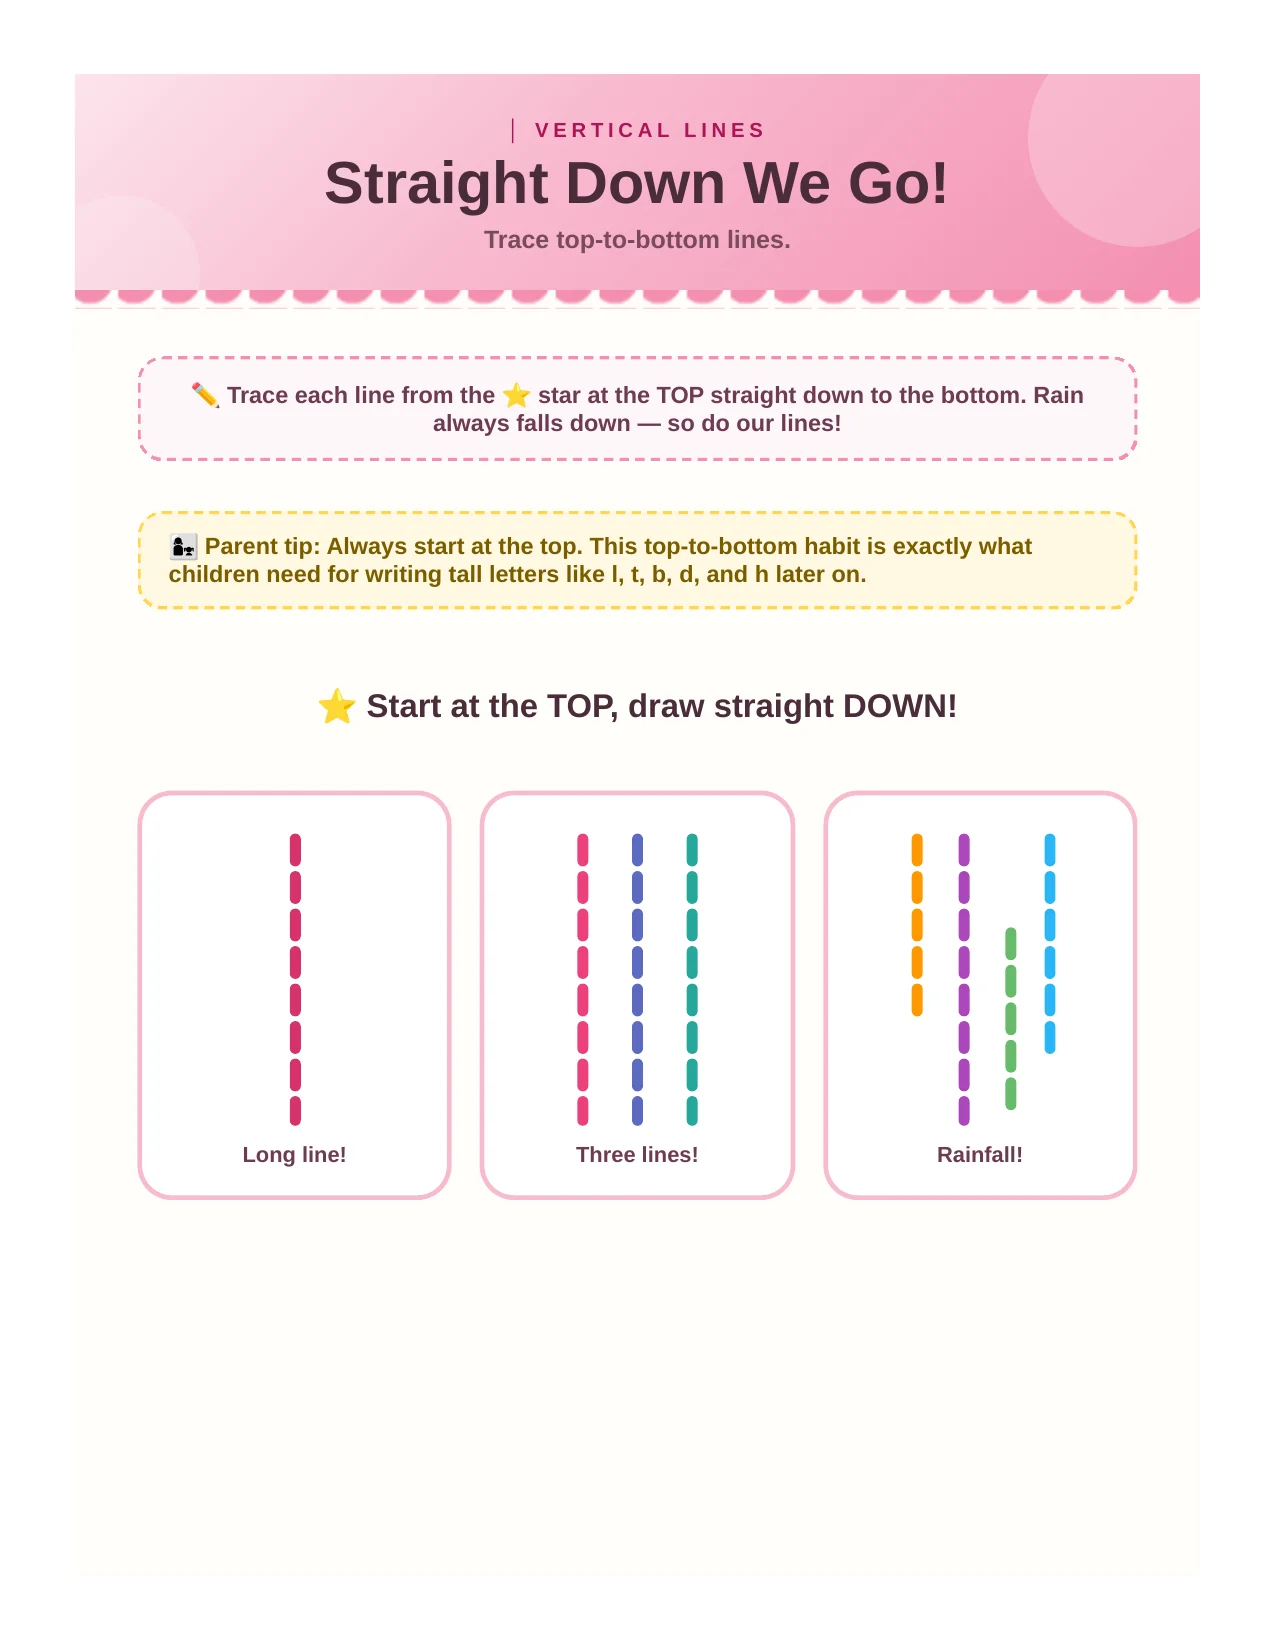 │ VERTICAL LINES
Straight Down We Go!
Trace top-to-bottom lines.
✏️ Trace each line from the ⭐ star at the TOP straight down to the bottom. Rain
always falls down — so do our lines!
👩‍👧 Parent tip: Always start at the top. This top-to-bottom habit is exactly what
children need for writing tall letters like l, t, b, d, and h later on.
⭐ Start at the TOP, draw straight DOWN!
Long line!
Three lines!
Rainfall!